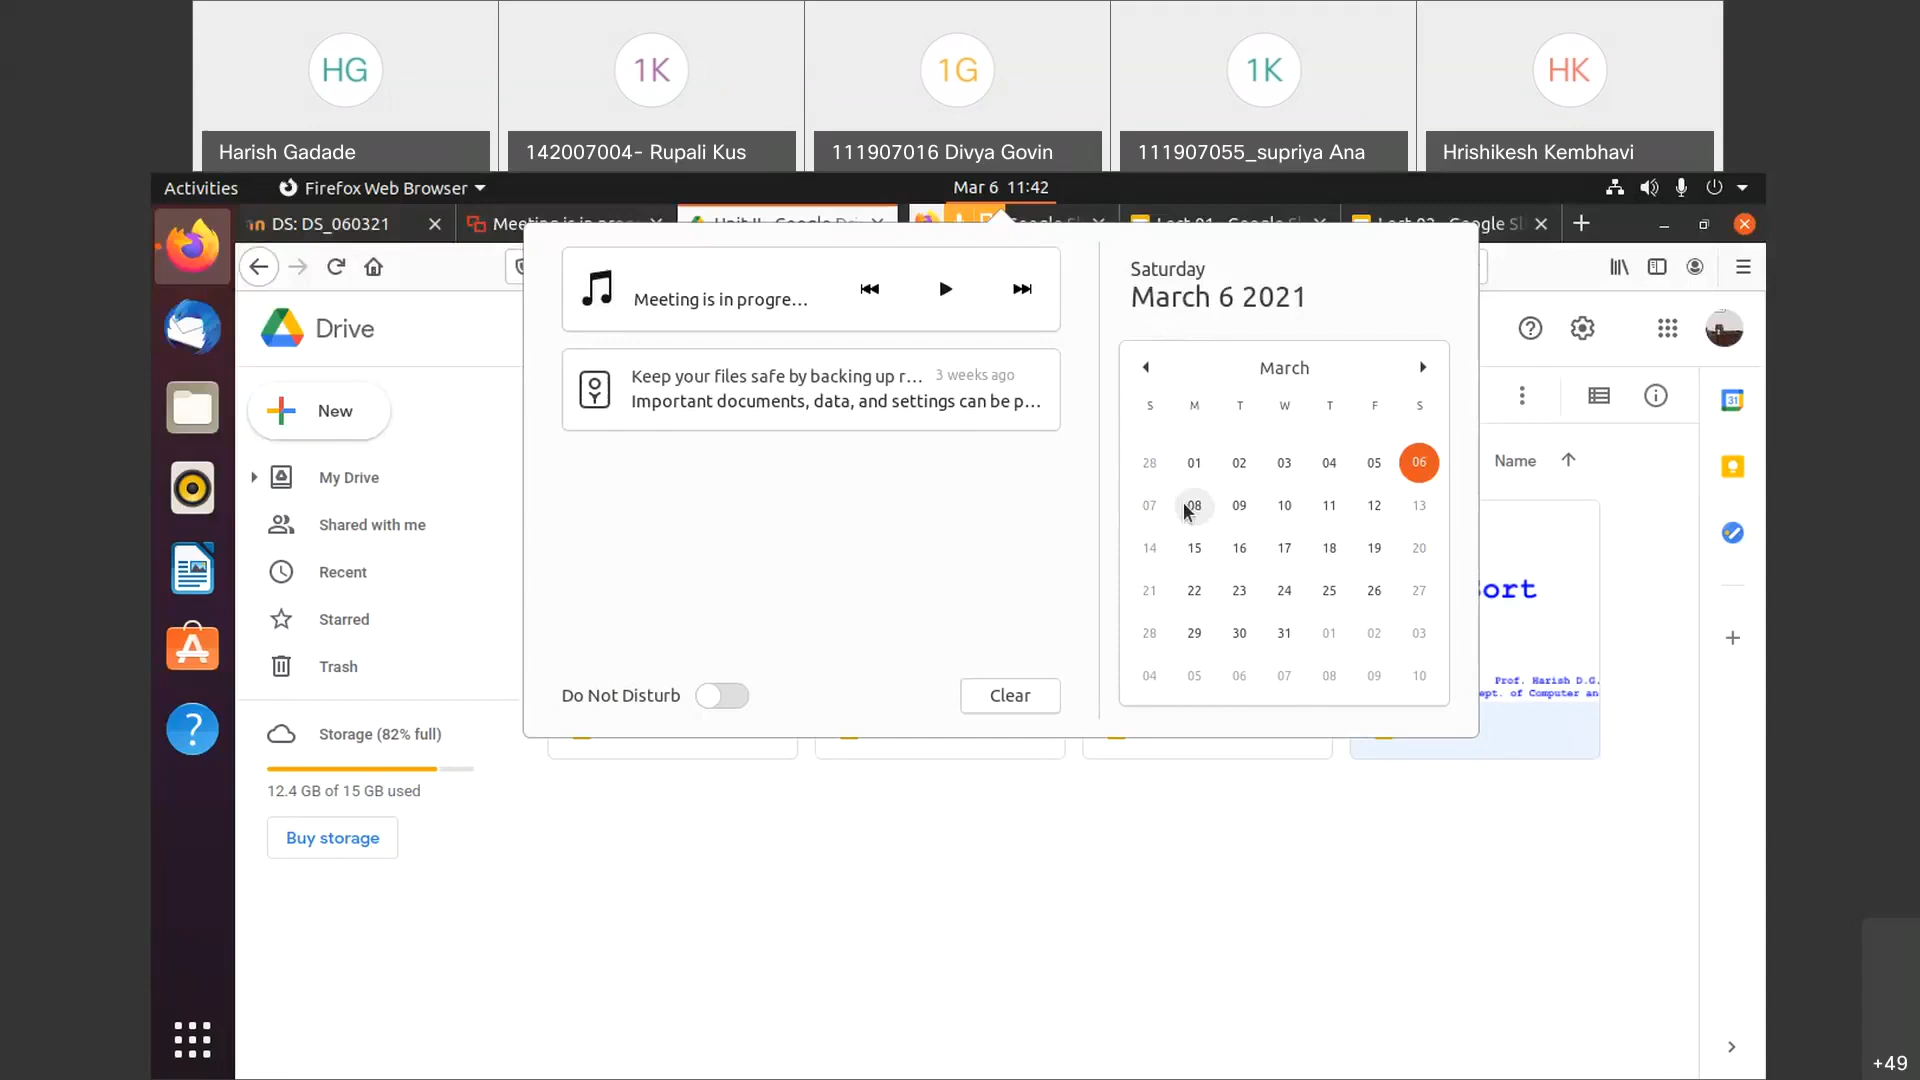 HG
1K
1G
1K
HK
Harish Gadade
142007004- Rupali Kus
111907016 Divya Govin
111907055_supriya Ana
Hrishikesh Kembhavi
Activities
Firefox Web Browser
Mar 6 11:42
DS: DS_060321
Drive
New
My Drive
Shared with me
Recent
Starred
Trash
Storage (82% full)
12.4 GB of 15 GB used
Buy storage
Meeting is in progre...
Keep your files safe by backing up r... 3 weeks ago
Important documents, data, and settings can be p...
Do Not Disturb
Clear
Saturday
March 6 2021
March
S M T W T F S
28 01 02 03 04 05 06
07 08 09 10 11 12 13
14 15 16 17 18 19 20
21 22 23 24 25 26 27
28 29 30 31 01 02 03
04 05 06 07 08 09 10
Name
31
Prof. Harish D.G.
+49